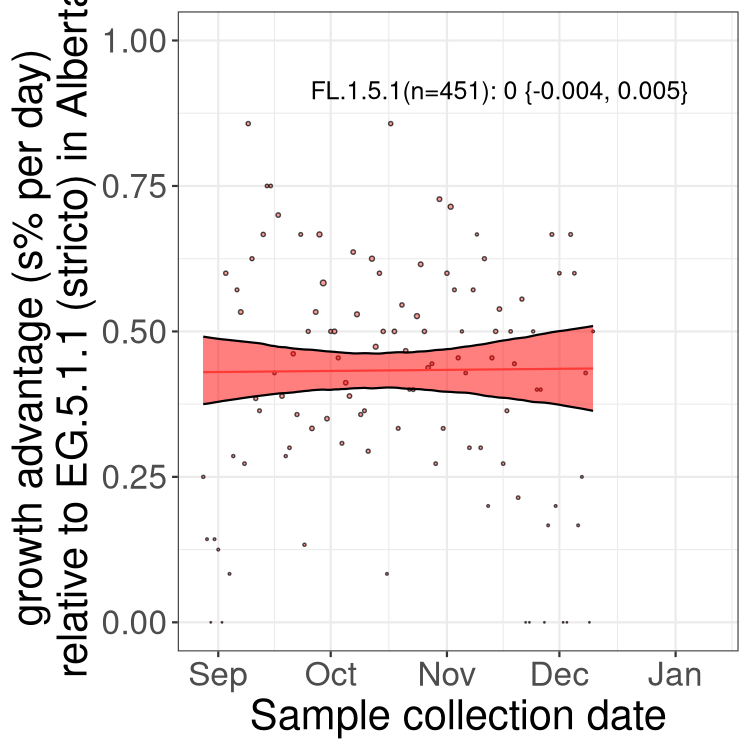 growth advantage (s% per day)
relative to EG.5.1.1 (stricto) in Alberta
1.00
0.75
0.50
0.25
0.00
FL.1.5.1(n=451): 0 {-0.004, 0.005}
Sep Oct Nov Dec Jan
Sample collection date